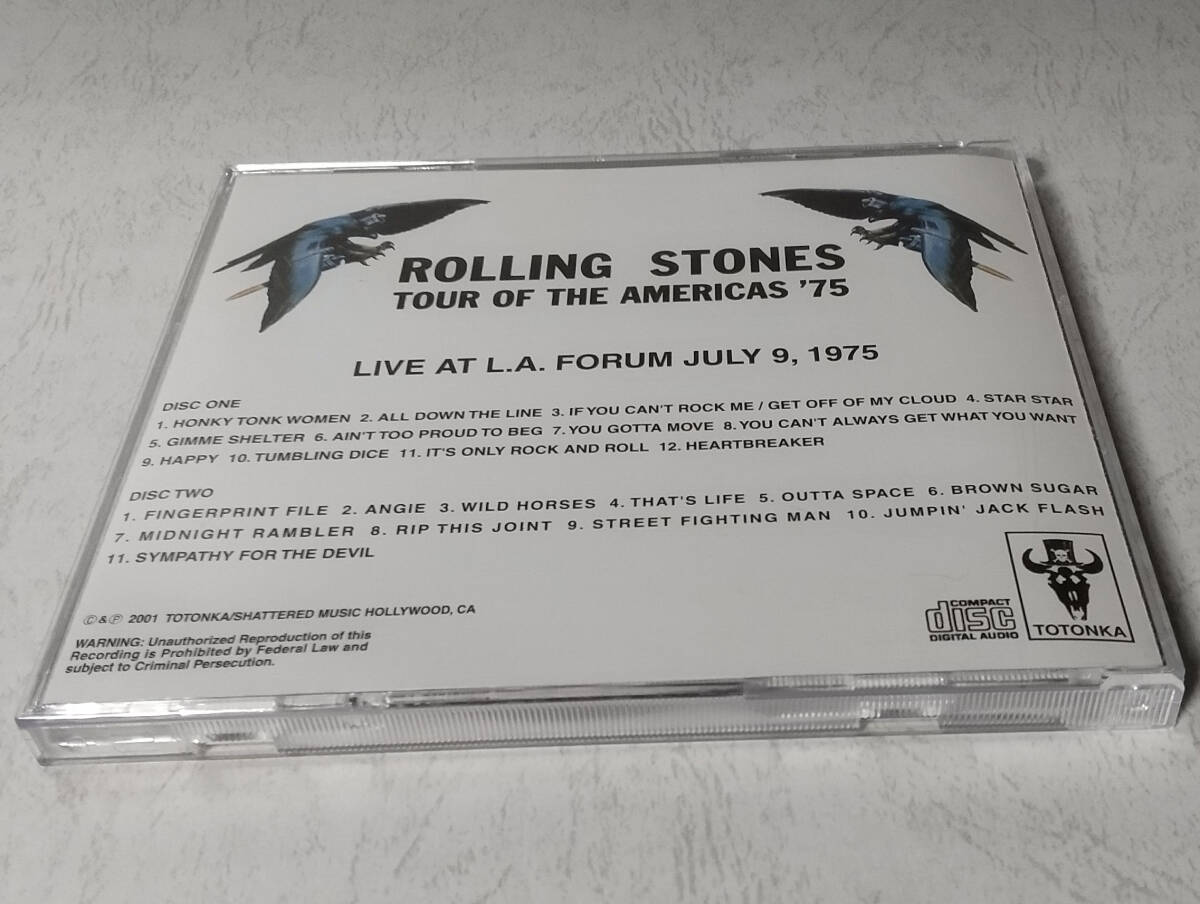 ROLLING STONES
TOUR OF THE AMERICAS '75
LIVE AT L.A. FORUM JULY 9, 1975
DISC ONE
1. HONKY TONK WOMEN 2. ALL DOWN THE LINE 3. IF YOU CAN'T ROCK ME / GET OFF OF MY CLOUD 4. STAR STAR
5. GIMME SHELTER 6. AIN'T TOO PROUD TO BEG 7. YOU GOTTA MOVE 8. YOU CAN'T ALWAYS GET WHAT YOU WANT
9. HAPPY 10. TUMBLING DICE 11. IT'S ONLY ROCK AND ROLL 12. HEARTBREAKER
DISC TWO
1. FINGERPRINT FILE 2. ANGIE 3. WILD HORSES 4. THAT'S LIFE 5. OUTTA SPACE 6. BROWN SUGAR
7. MIDNIGHT RAMBLER 8. RIP THIS JOINT 9. STREET FIGHTING MAN 10. JUMPIN' JACK FLASH
11. SYMPATHY FOR THE DEVIL
©&℗ 2001 TOTONKA/SHATTERED MUSIC HOLLYWOOD, CA
WARNING: Unauthorized Reproduction of this
Recording is Prohibited by Federal Law and
subject to Criminal Persecution.
COMPACT
disc
DIGITAL AUDIO
TOTONKA